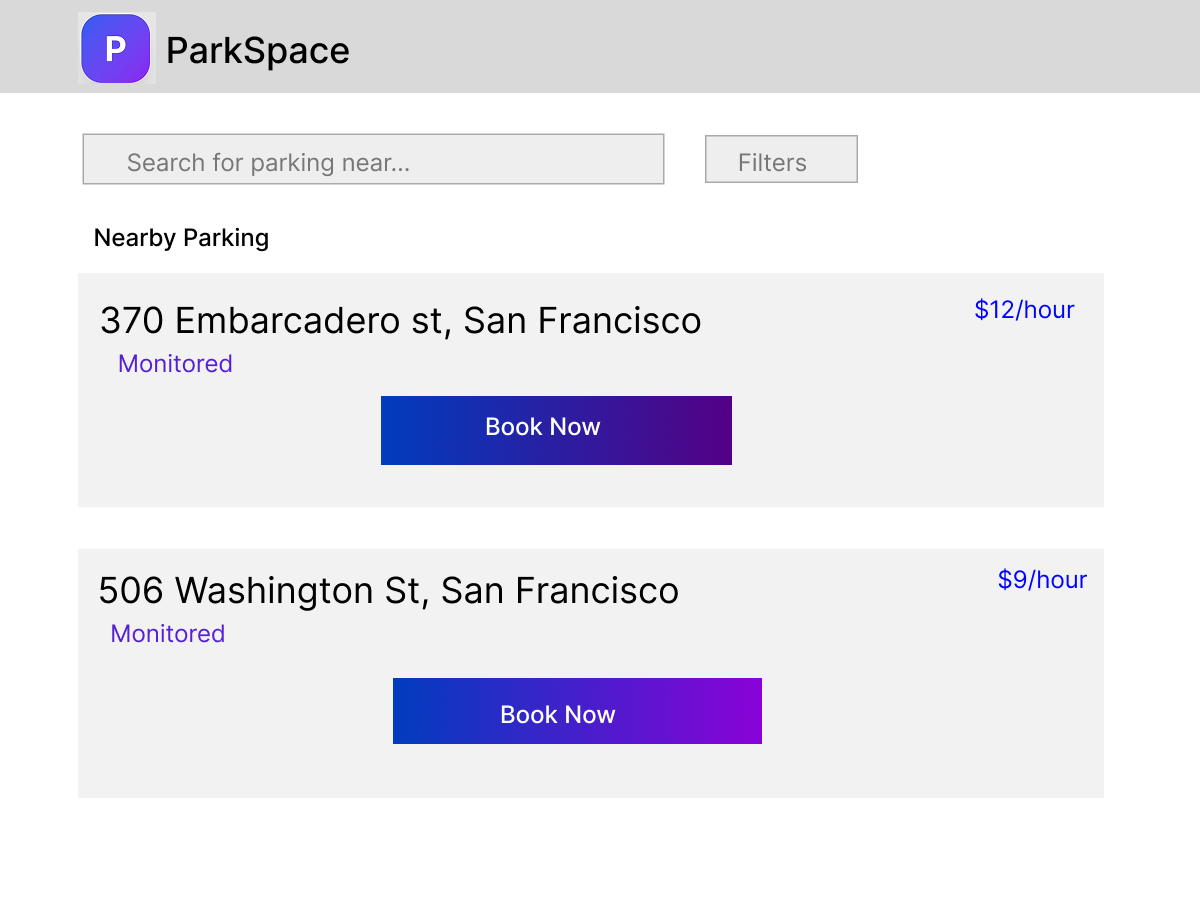 P ParkSpace
Search for parking near... Filters
Nearby Parking
370 Embarcadero st, San Francisco
$12/hour
Monitored
Book Now
506 Washington St, San Francisco
$9/hour
Monitored
Book Now